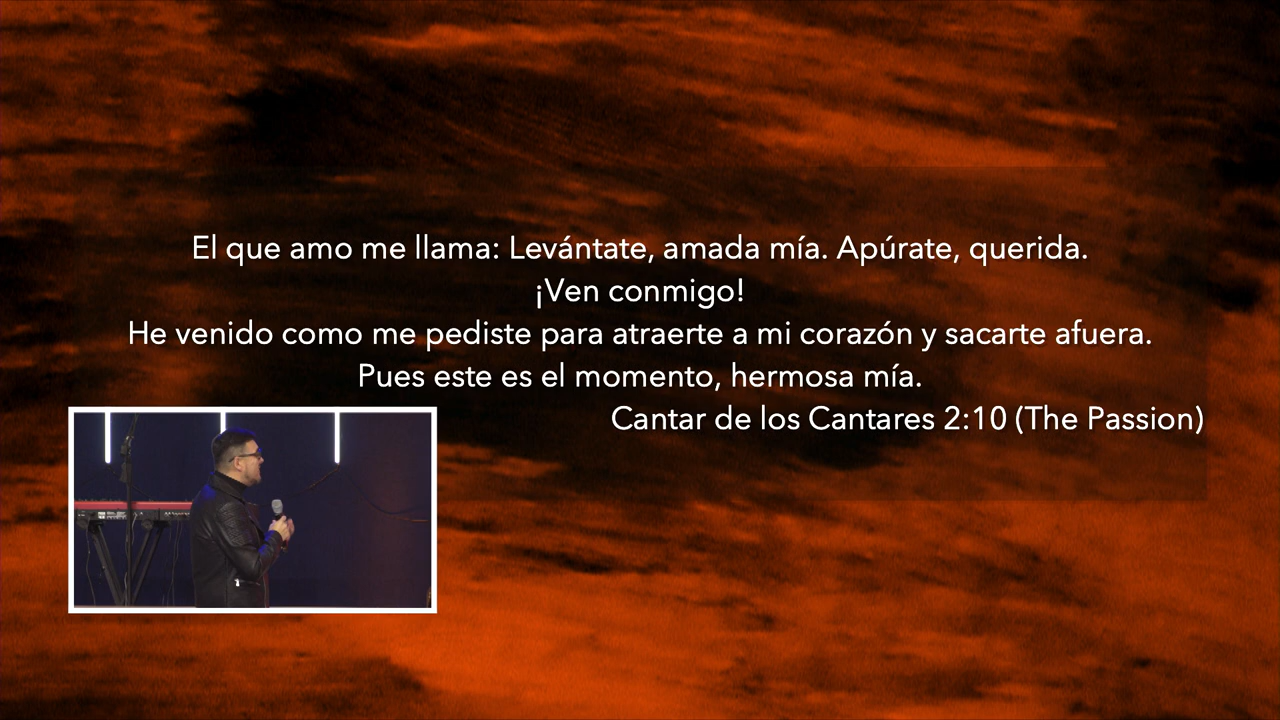 El que amo me llama: Levántate, amada mía. Apúrate, querida.
¡Ven conmigo!
He venido como me pediste para atraerte a mi corazón y sacarte afuera.
Pues este es el momento, hermosa mía.
Cantar de los Cantares 2:10 (The Passion)